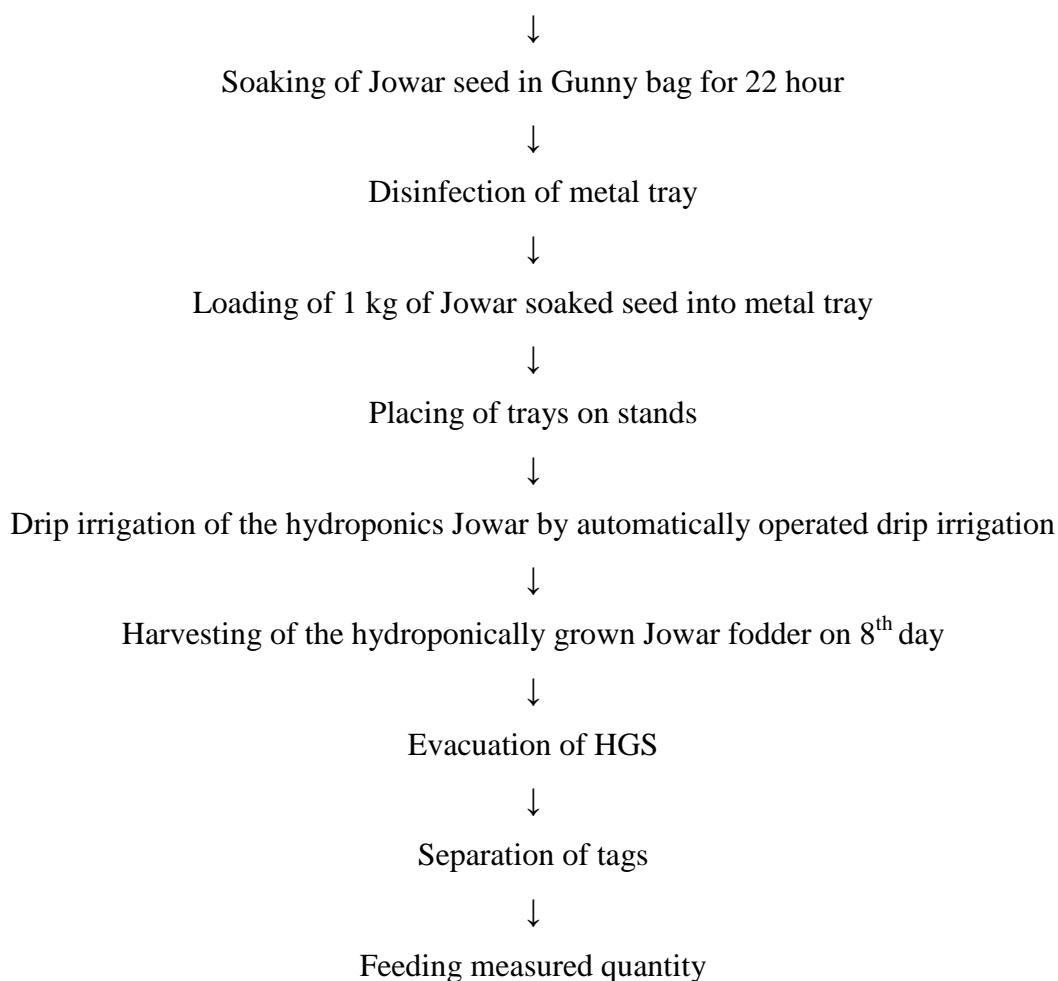 ↓
Soaking of Jowar seed in Gunny bag for 22 hour
↓
Disinfection of metal tray
↓
Loading of 1 kg of Jowar soaked seed into metal tray
↓
Placing of trays on stands
↓
Drip irrigation of the hydroponics Jowar by automatically operated drip irrigation
↓
Harvesting of the hydroponically grown Jowar fodder on 8th day
↓
Evacuation of HGS
↓
Separation of tags
↓
Feeding measured quantity